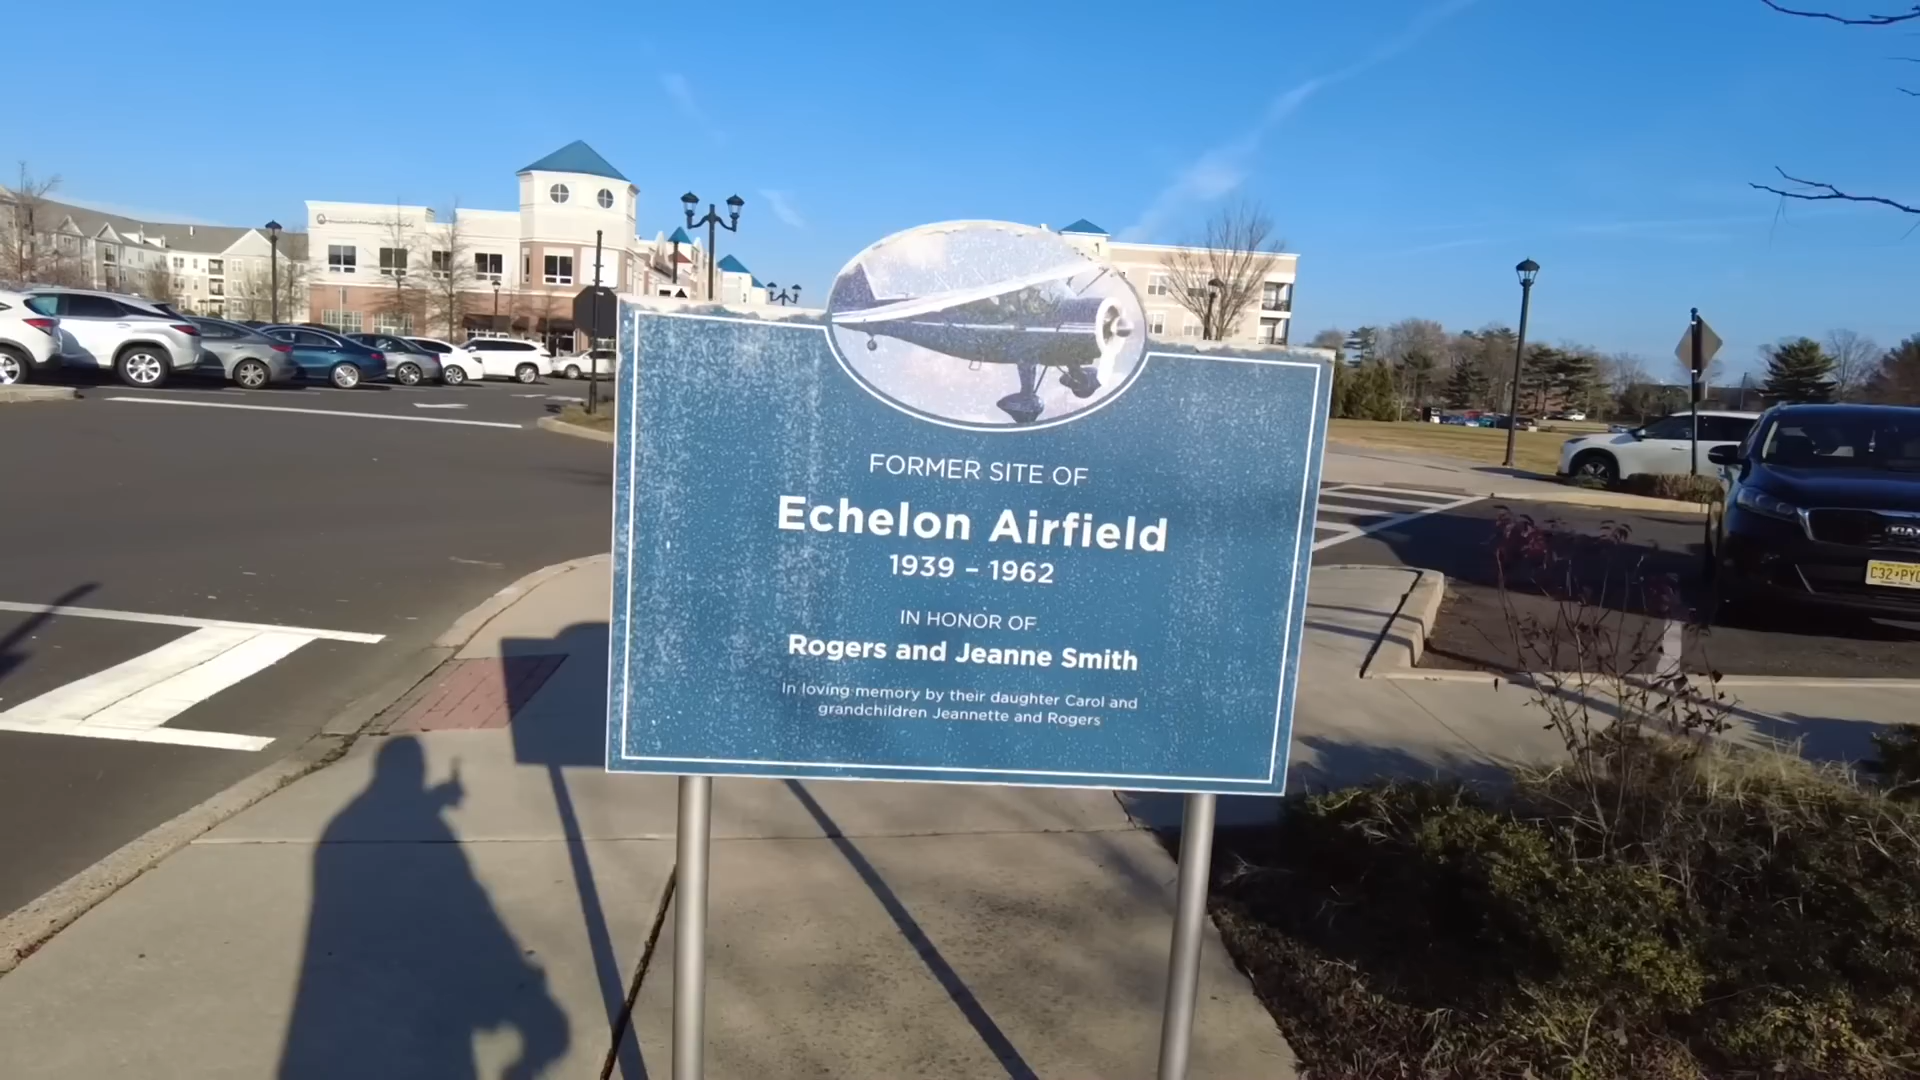 FORMER SITE OF
Echelon Airfield
1939 – 1962
IN HONOR OF
Rogers and Jeanne Smith
In loving memory by their daughter Carol and
grandchildren Jeannette and Rogers
KIA